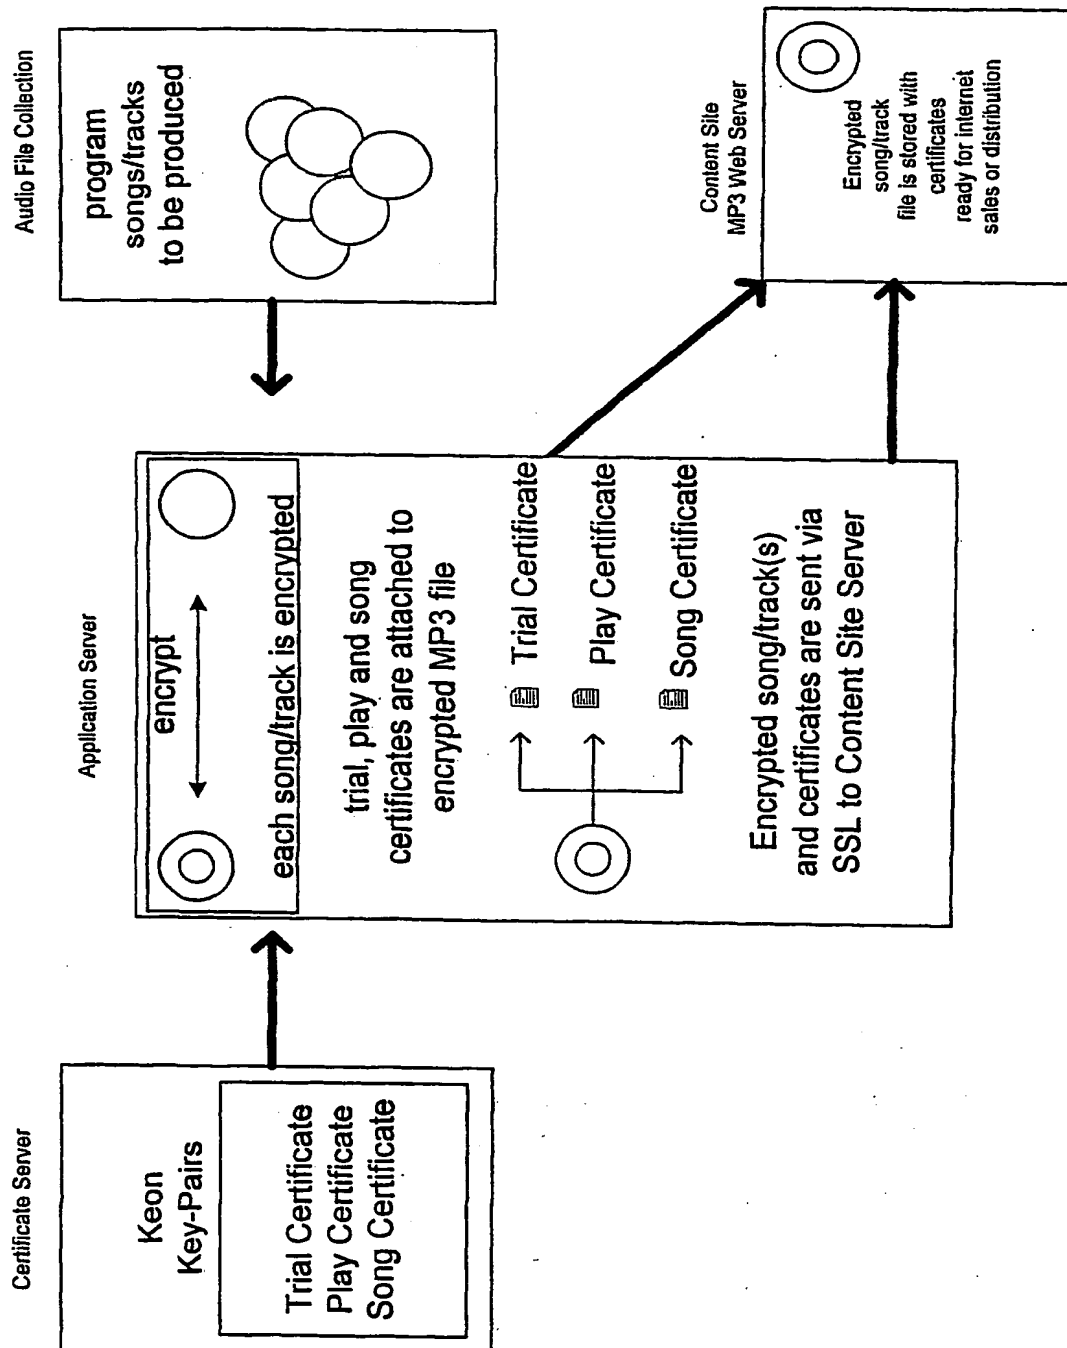 Certificate Server
Keon
Key-Pairs
Trial Certificate
Play Certificate
Song Certificate
Application Server
encrypt
each song/track is encrypted
trial, play and song
certificates are attached to
encrypted MP3 file
Trial Certificate
Play Certificate
Song Certificate
Encrypted song/track(s)
and certificates are sent via
SSL to Content Site Server
Audio File Collection
program
songs/tracks
to be produced
Content Site
MP3 Web Server
Encrypted
song/track
file is stored with
certificates
ready for internet
sales or distribution